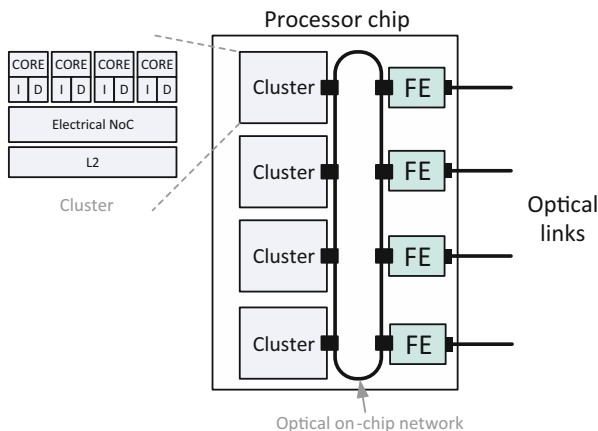 Processor chip
CORE CORE CORE CORE
I D I D I D I D
Electrical NoC
L2
Cluster
Cluster FE
Cluster FE
Cluster FE
Cluster FE
Optical
links
Optical on-chip network